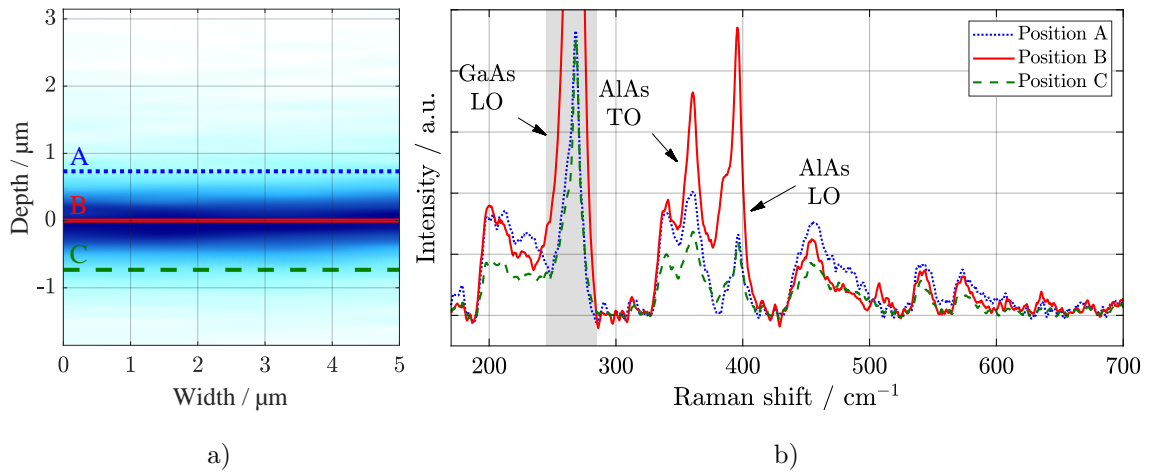 3
2
1
0
-1
A
B
C
Depth / µm
0
1
2
3
4
5
Width / µm
a)
Intensity / a.u.
GaAs
LO
AlAs
TO
AlAs
LO
Position A
Position B
Position C
200
300
400
500
600
700
Raman shift / cm⁻¹
b)